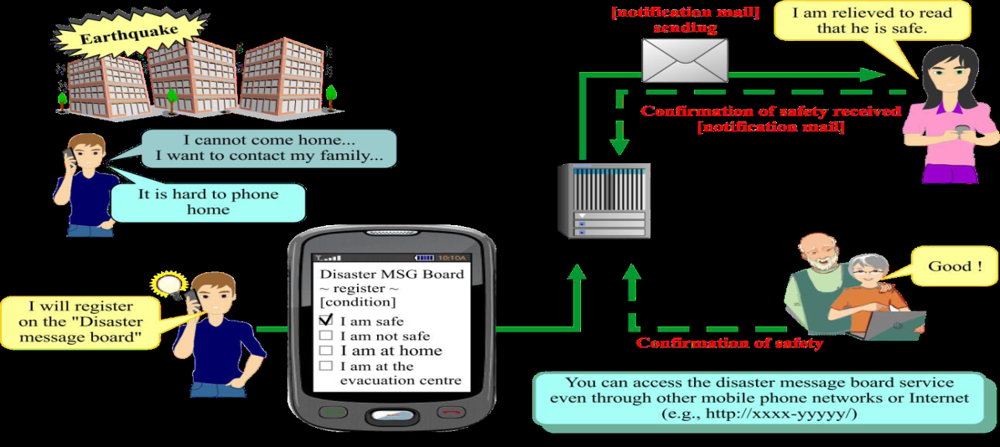 Earthquake
I cannot come home...
I want to contact my family...
It is hard to phone
home
I will register
on the "Disaster
message board"
10:10A
Disaster MSG Board
~ register ~
[condition]
I am safe
I am not safe
I am at home
I am at the
evacuation centre
[notification mail]
sending
I am relieved to read
that he is safe.
Confirmation of safety received
[notification mail]
Good !
Confirmation of safety
You can access the disaster message board service
even through other mobile phone networks or Internet
(e.g., http://xxxx-yyyyy/)